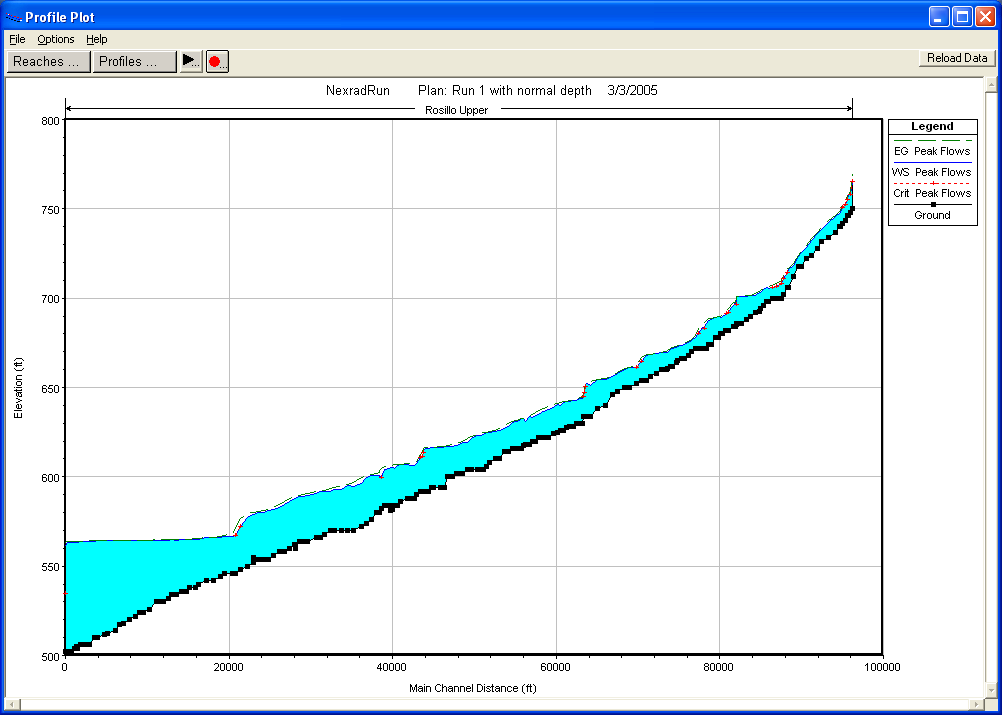 Profile Plot
File Options Help
Reaches ... Profiles ... ... ... Reload Data
NexradRun Plan: Run 1 with normal depth 3/3/2005
Rosillo Upper
Legend
EG Peak Flows
WS Peak Flows
Crit Peak Flows
Ground
800
750
700
650
600
550
500
Elevation (ft)
0 20000 40000 60000 80000 100000
Main Channel Distance (ft)